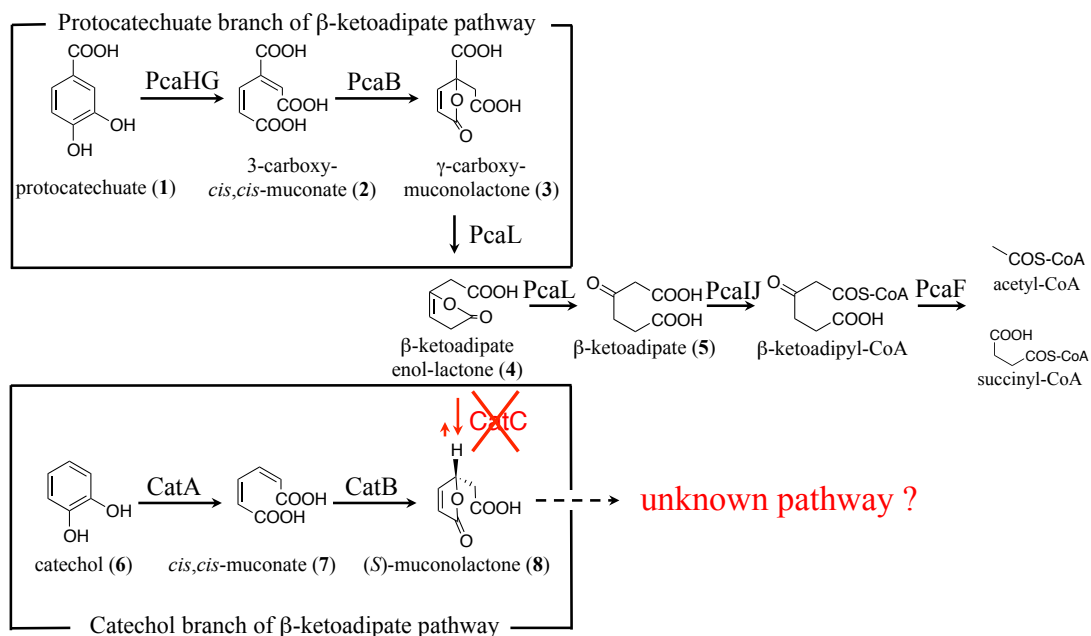 Protocatechuate branch of β-ketoadipate pathway
COOH
OH
OH
protocatechuate (1)
PcaHG
COOH
COOH
COOH
3-carboxy-
cis,cis-muconate (2)
PcaB
COOH
O
COOH
O
γ-carboxy-
muconolactone (3)
PcaL
COOH
O
O
β-ketoadipate
enol-lactone (4)
PcaL
O
COOH
COOH
β-ketoadipate (5)
PcaIJ
O
COS-CoA
COOH
β-ketoadipyl-CoA
PcaF
COS-CoA
acetyl-CoA
COOH
COS-CoA
succinyl-CoA
CatC
OH
OH
catechol (6)
CatA
COOH
COOH
cis,cis-muconate (7)
CatB
H
O
COOH
O
(S)-muconolactone (8)
unknown pathway ?
Catechol branch of β-ketoadipate pathway